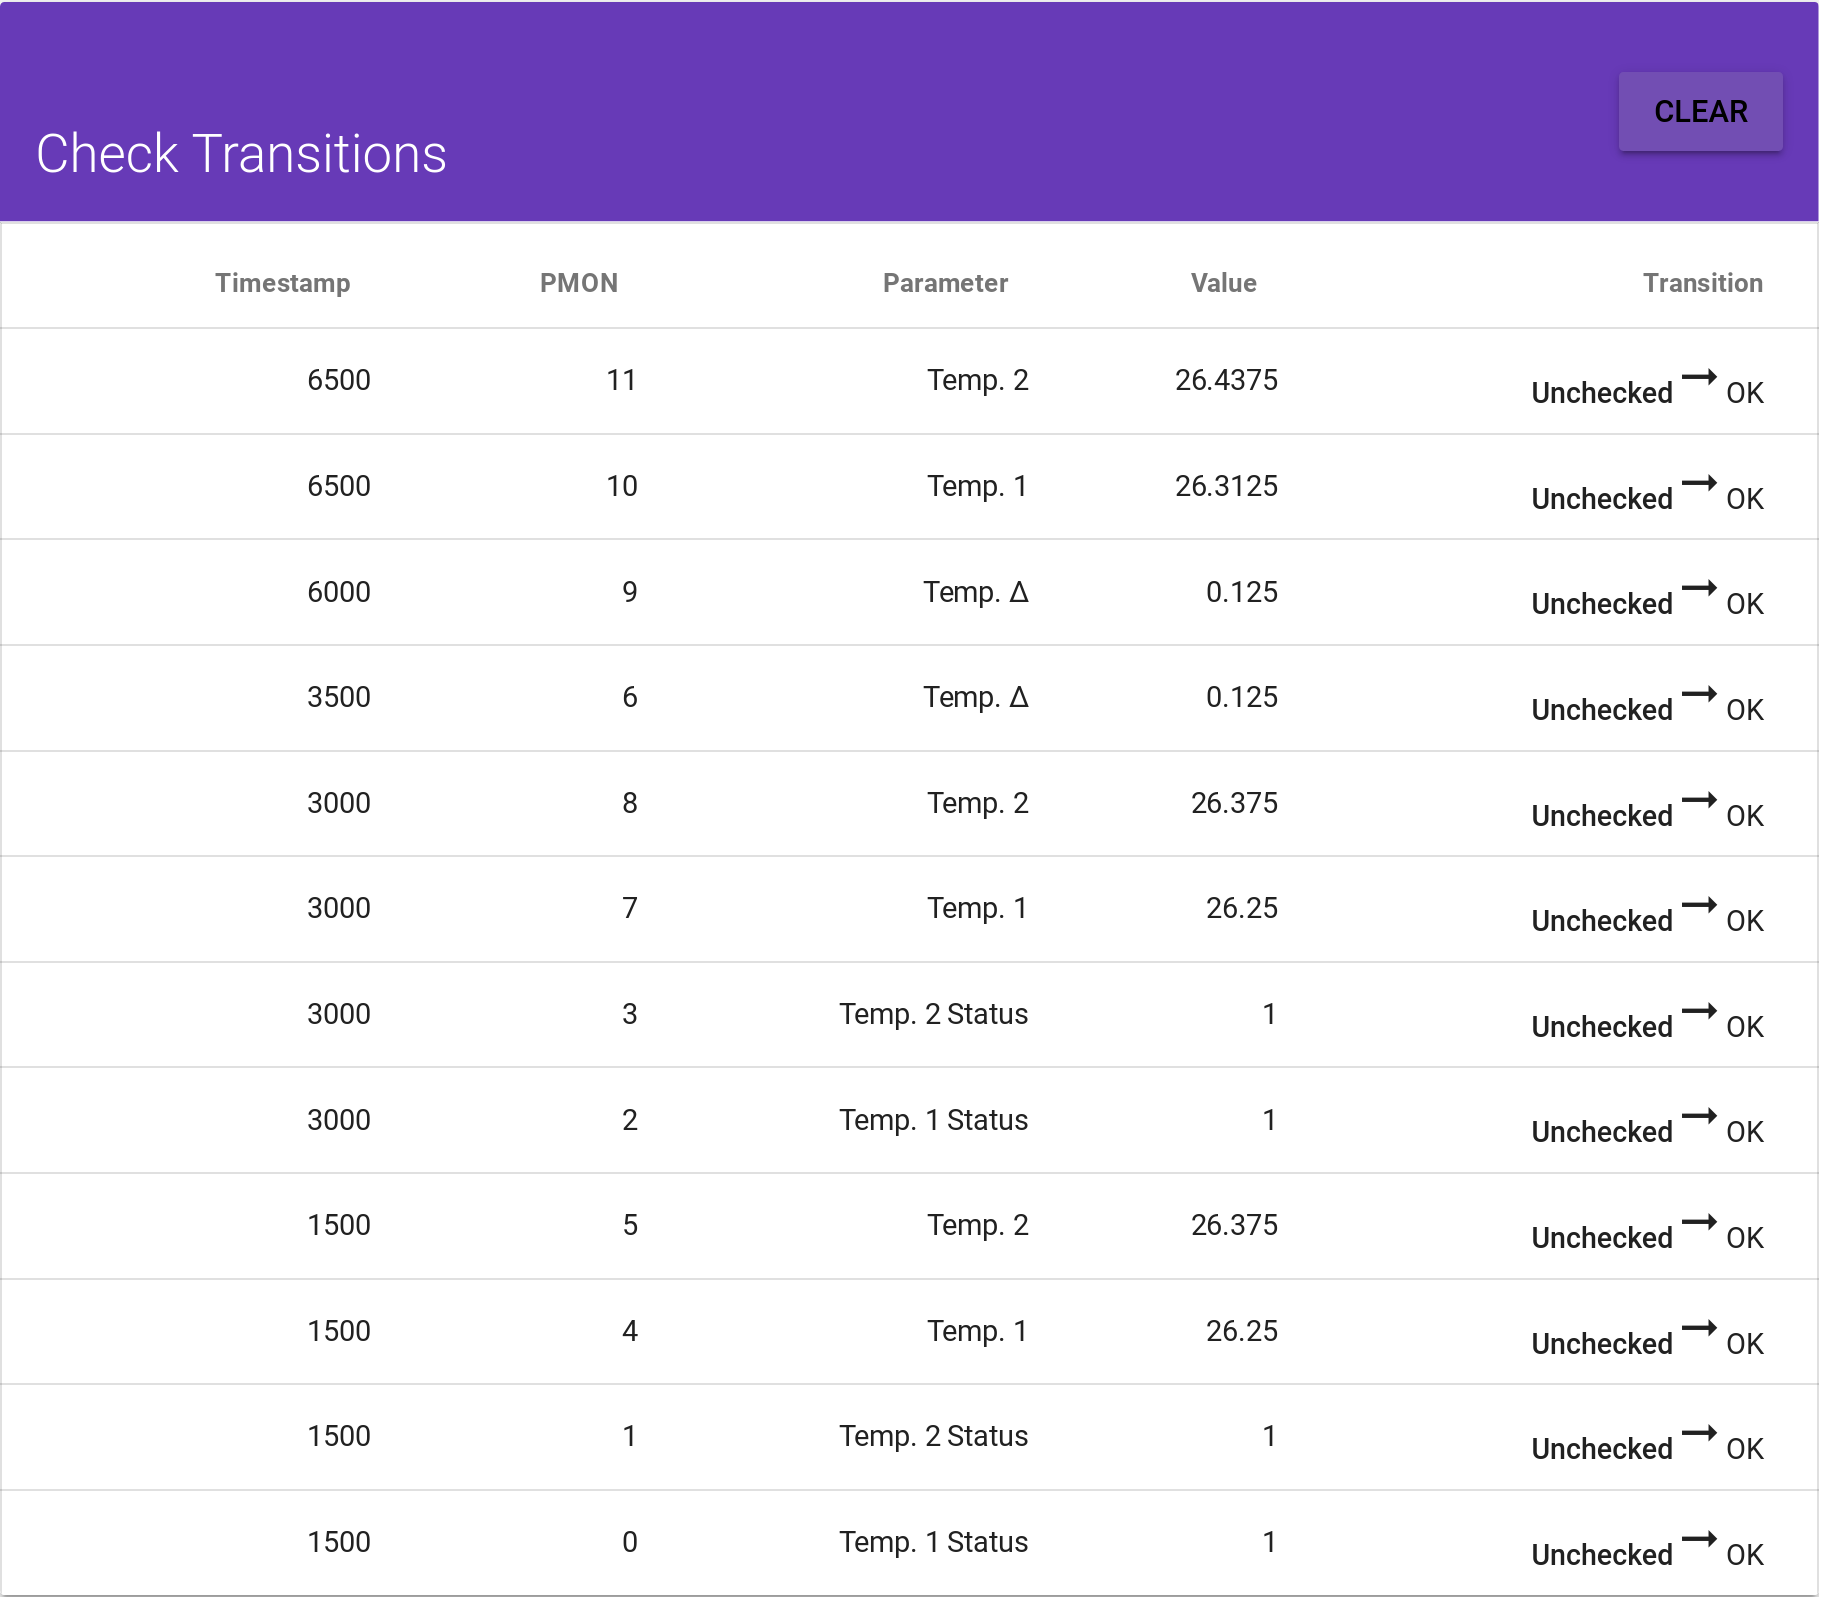 CLEAR
Check Transitions
Timestamp PMON Parameter Value Transition
6500 11 Temp. 2 26.4375 Unchecked → OK
6500 10 Temp. 1 26.3125 Unchecked → OK
6000 9 Temp. Δ 0.125 Unchecked → OK
3500 6 Temp. Δ 0.125 Unchecked → OK
3000 8 Temp. 2 26.375 Unchecked → OK
3000 7 Temp. 1 26.25 Unchecked → OK
3000 3 Temp. 2 Status 1 Unchecked → OK
3000 2 Temp. 1 Status 1 Unchecked → OK
1500 5 Temp. 2 26.375 Unchecked → OK
1500 4 Temp. 1 26.25 Unchecked → OK
1500 1 Temp. 2 Status 1 Unchecked → OK
1500 0 Temp. 1 Status 1 Unchecked → OK